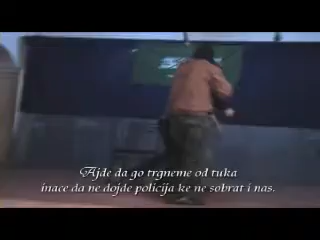 Ajde da go trgneme od tuka
inace da ne dojde policija ke ne sobrat i nas.